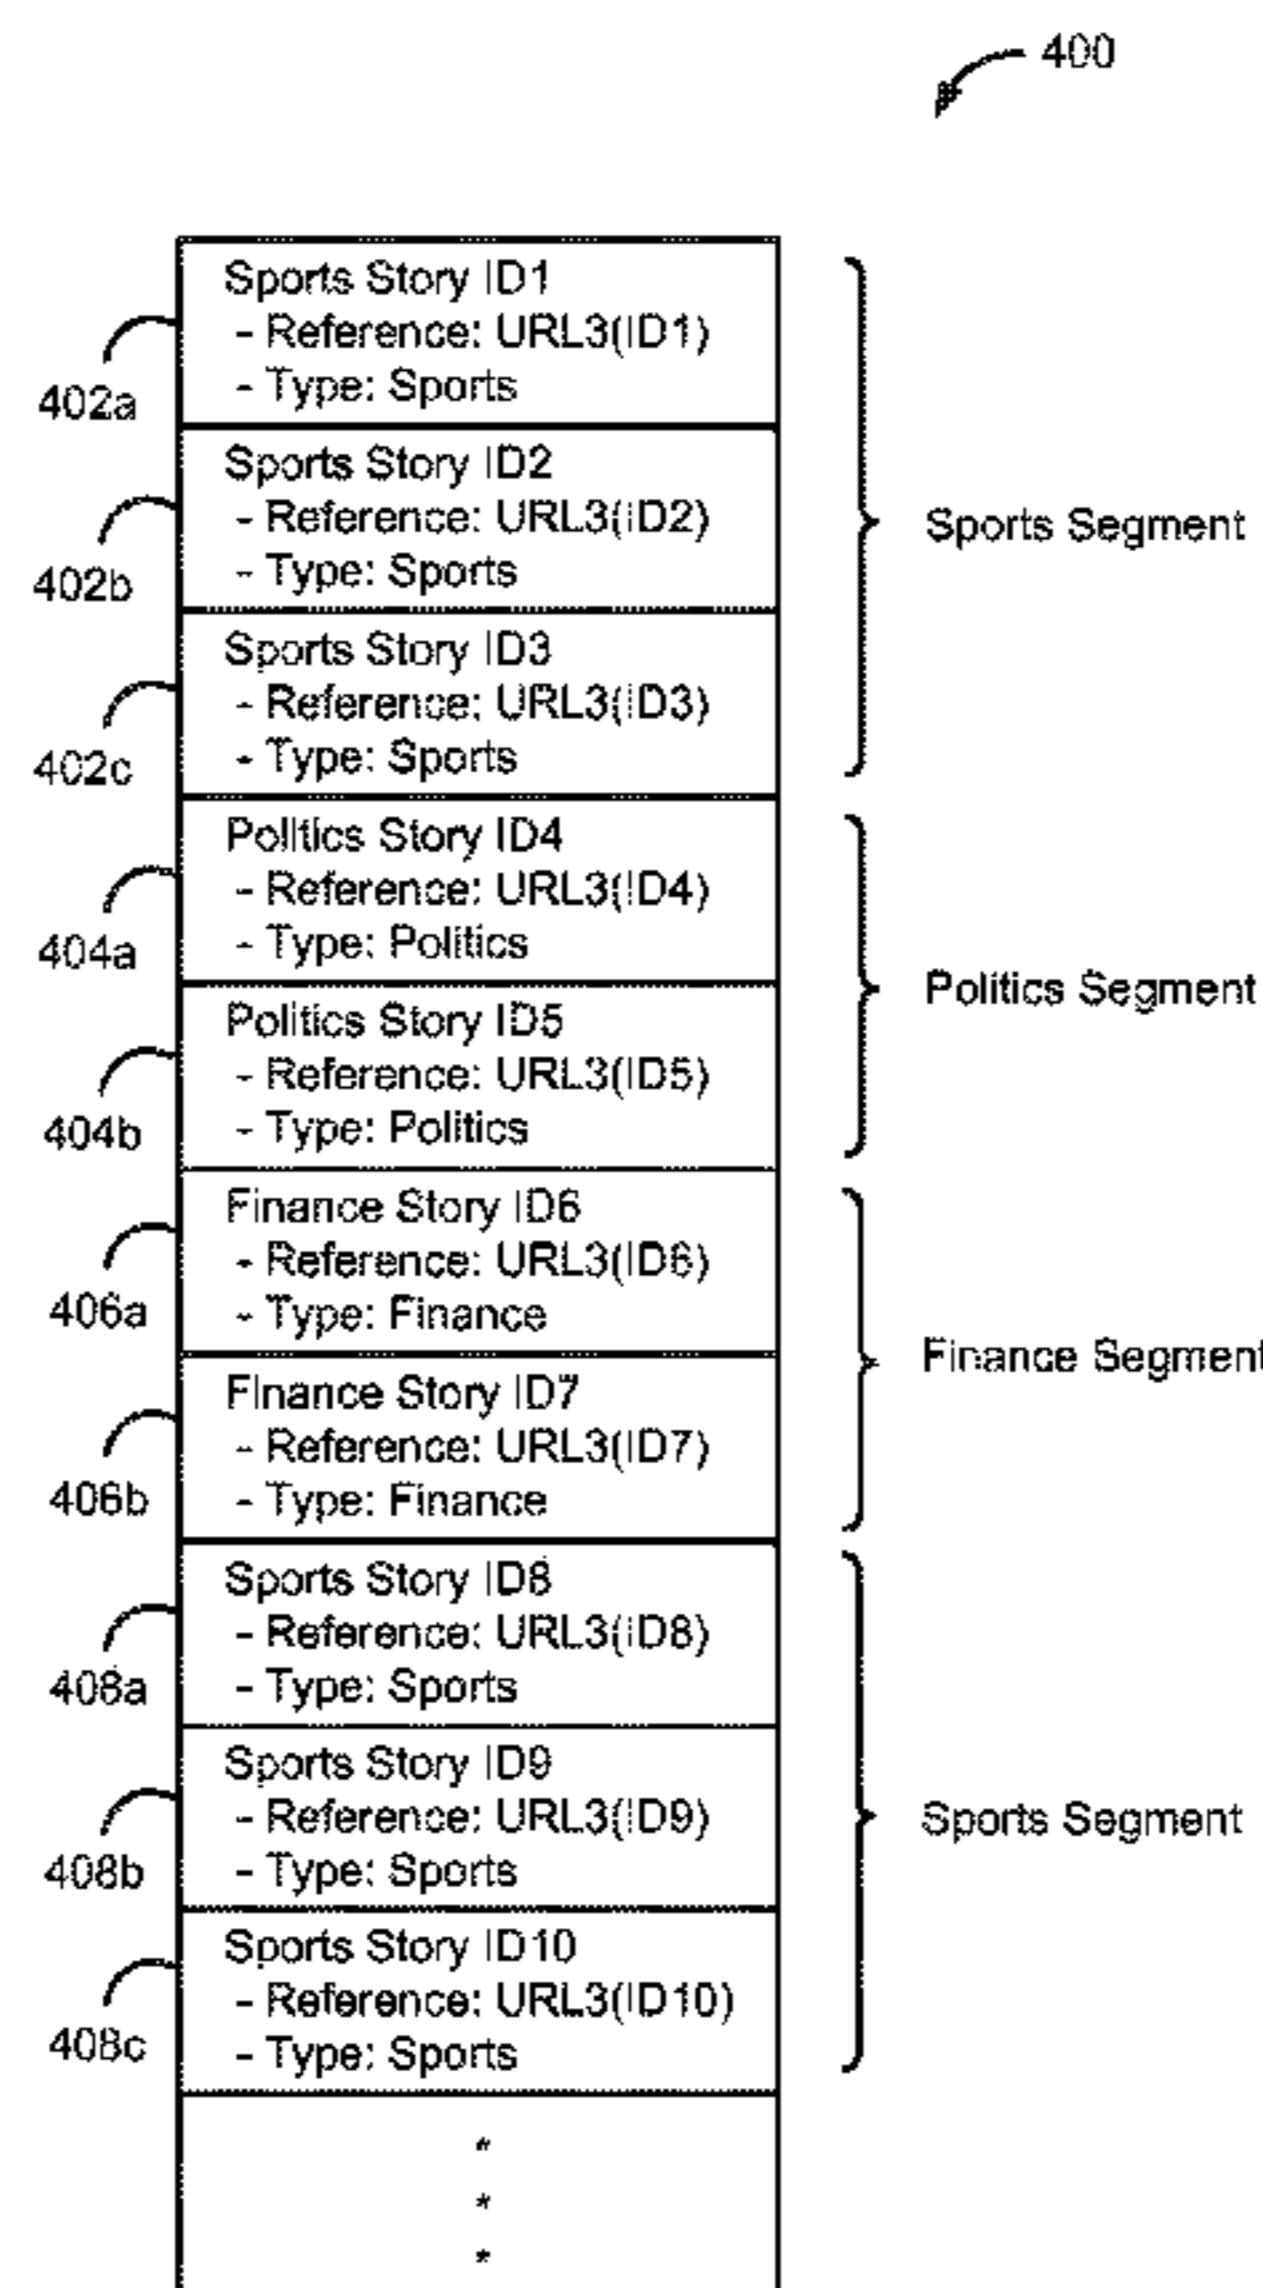 400
Sports Story ID1
- Reference: URL3(ID1)
- Type: Sports
402a
Sports Story ID2
- Reference: URL3(ID2)
- Type: Sports
402b
Sports Segment
Sports Story ID3
- Reference: URL3(ID3)
- Type: Sports
402c
Politics Story ID4
- Reference: URL3(ID4)
- Type: Politics
404a
Politics Segment
Politics Story ID5
- Reference: URL3(ID5)
- Type: Politics
404b
Finance Story ID6
- Reference: URL3(ID6)
- Type: Finance
406a
Finance Segment
Finance Story ID7
- Reference: URL3(ID7)
- Type: Finance
406b
Sports Story ID8
- Reference: URL3(ID8)
- Type: Sports
408a
Sports Story ID9
- Reference: URL3(ID9)
- Type: Sports
408b
Sports Segment
Sports Story ID10
- Reference: URL3(ID10)
- Type: Sports
408c
*
*
*